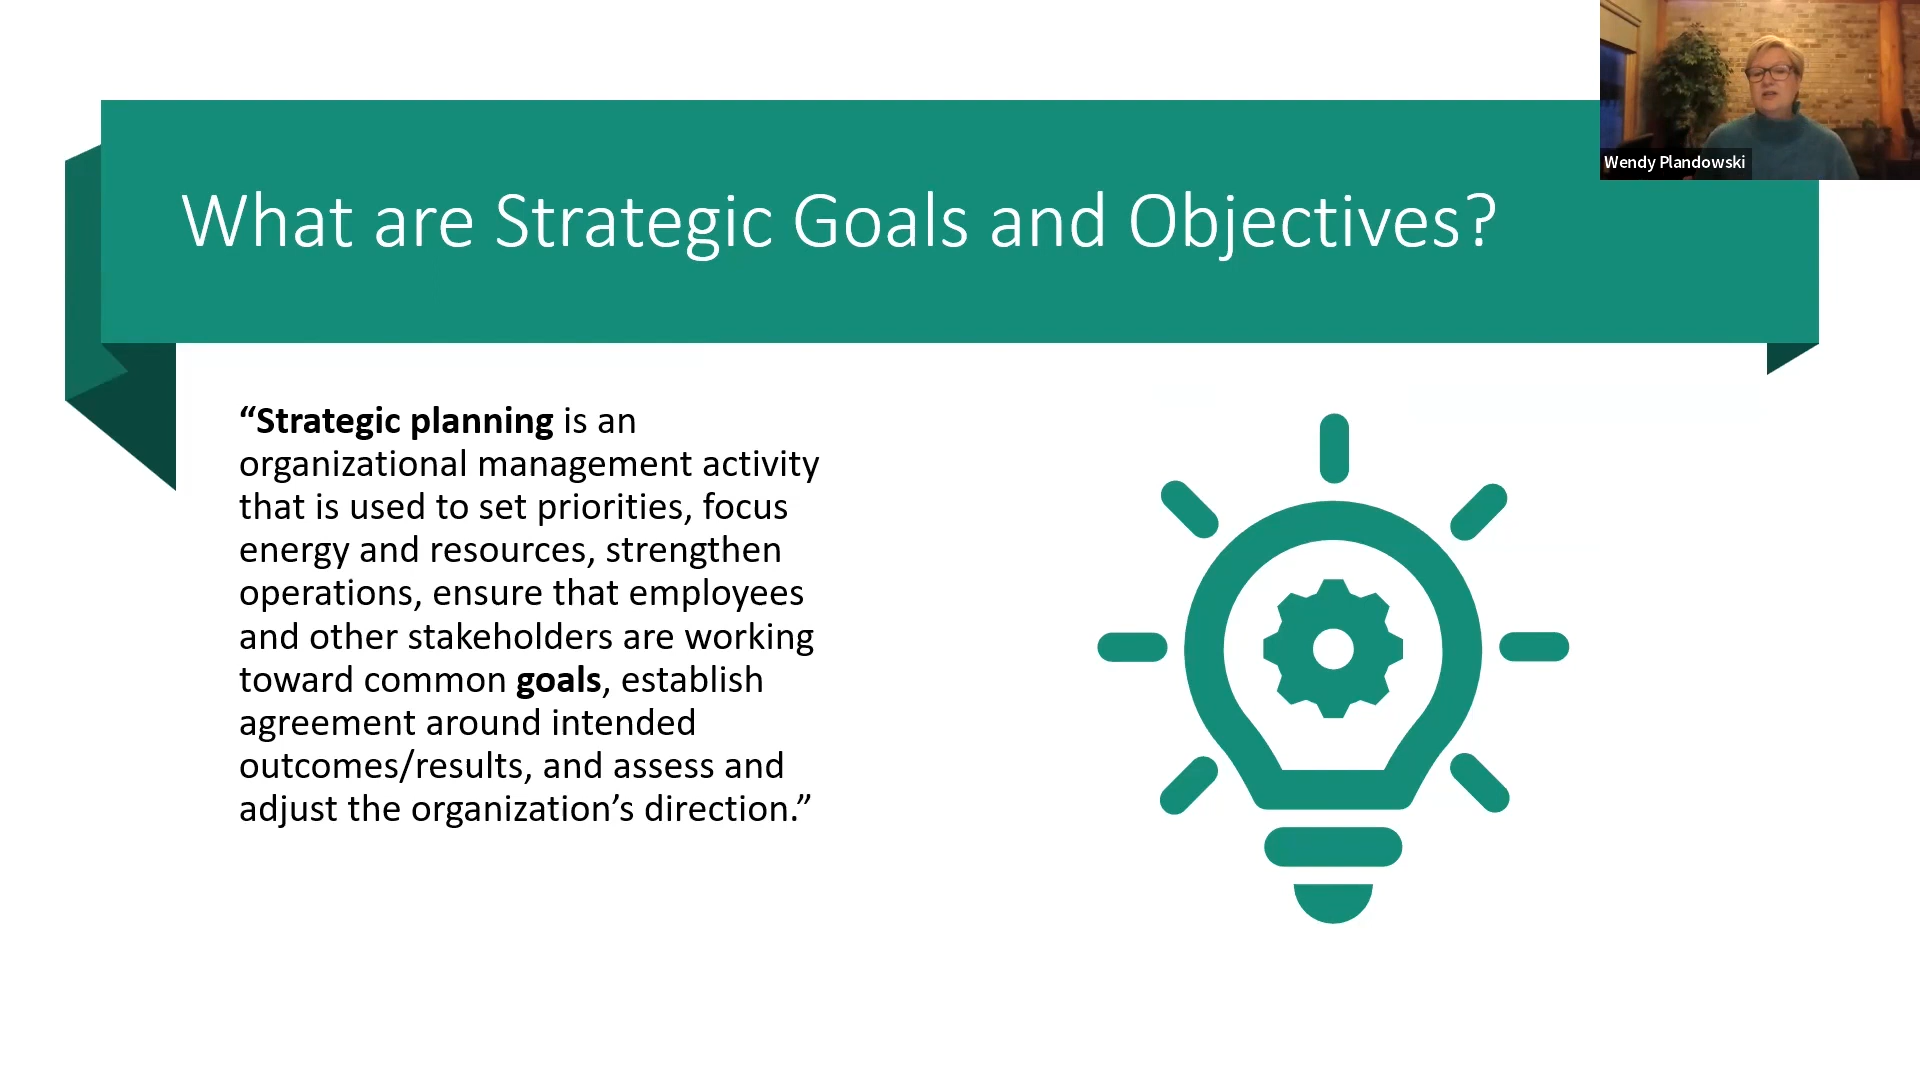 Wendy Plandowski
What are Strategic Goals and Objectives?
“Strategic planning is an
organizational management activity
that is used to set priorities, focus
energy and resources, strengthen
operations, ensure that employees
and other stakeholders are working
toward common goals, establish
agreement around intended
outcomes/results, and assess and
adjust the organization’s direction.”